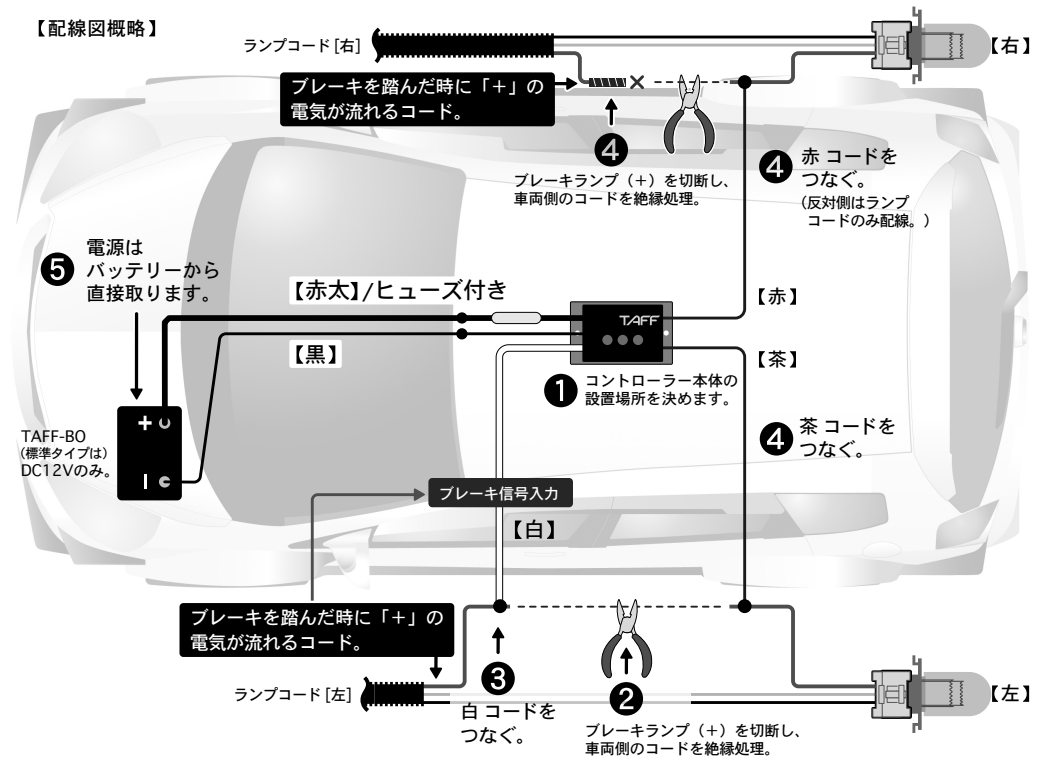 【配線図概略】
ランプコード [右]
【右】
ブレーキを踏んだ時に「＋」の
電気が流れるコード。
❹
ブレーキランプ（＋）を切断し、
車両側のコードを絶縁処理。
❹ 赤 コードを
つなぐ。
（反対側はランプ
コードのみ配線。）
❺ 電源は
バッテリーから
直接取ります。
【赤太】/ヒューズ付き
【赤】
TAFF
【黒】
【茶】
❶ コントローラー本体の
設置場所を決めます。
＋
－
TAFF-BO
（標準タイプは）
DC12Vのみ。
❹ 茶 コードを
つなぐ。
ブレーキ信号入力
【白】
ブレーキを踏んだ時に「＋」の
電気が流れるコード。
ランプコード [左]
❸
白 コードを
つなぐ。
❷
ブレーキランプ（＋）を切断し、
車両側のコードを絶縁処理。
【左】